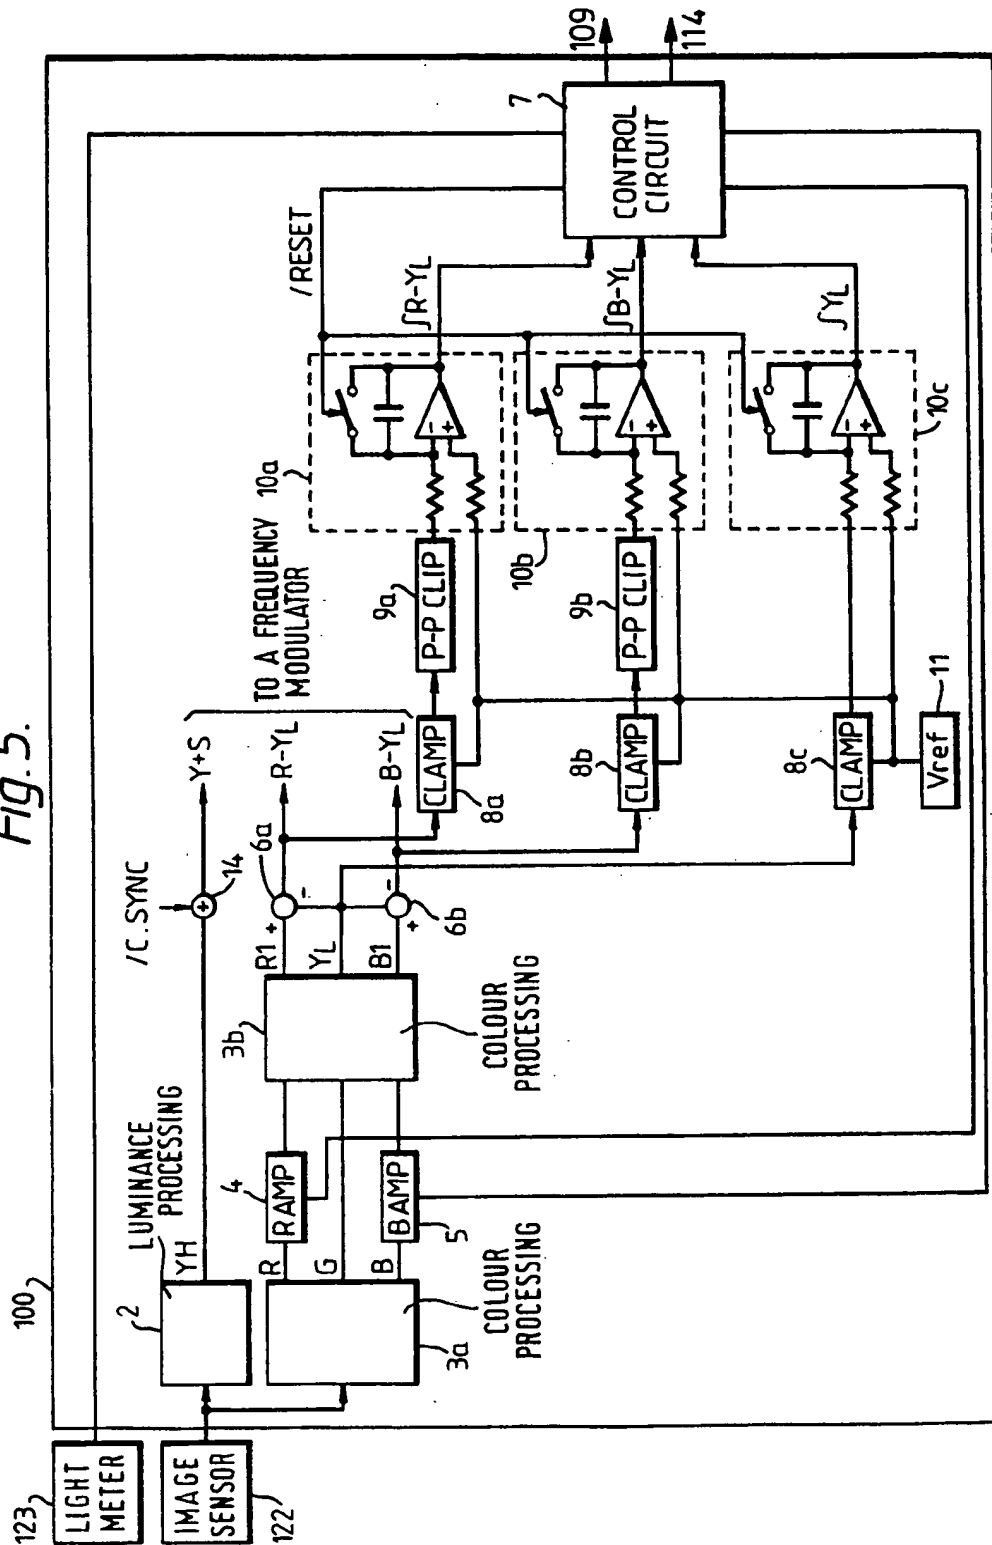 Fig. 5.
100
123
LIGHT
METER
IMAGE
SENSOR
122
2
LUMINANCE
PROCESSING
YH
/C.SYNC
+
14
Y+S
TO A FREQUENCY
MODULATOR
3a
COLOUR
PROCESSING
R
G
B
4
RAMP
BAMP
5
3b
COLOUR
PROCESSING
R1
YL
B1
+
-
6a
R-YL
+
-
6b
B-YL
CLAMP
8a
CLAMP
8b
CLAMP
8c
Vref
11
9a
P-P CLIP
9b
P-P CLIP
10a
-
+
10b
-
+
10c
-
+
/RESET
∫R-YL
∫B-YL
∫YL
7
CONTROL
CIRCUIT
109
114